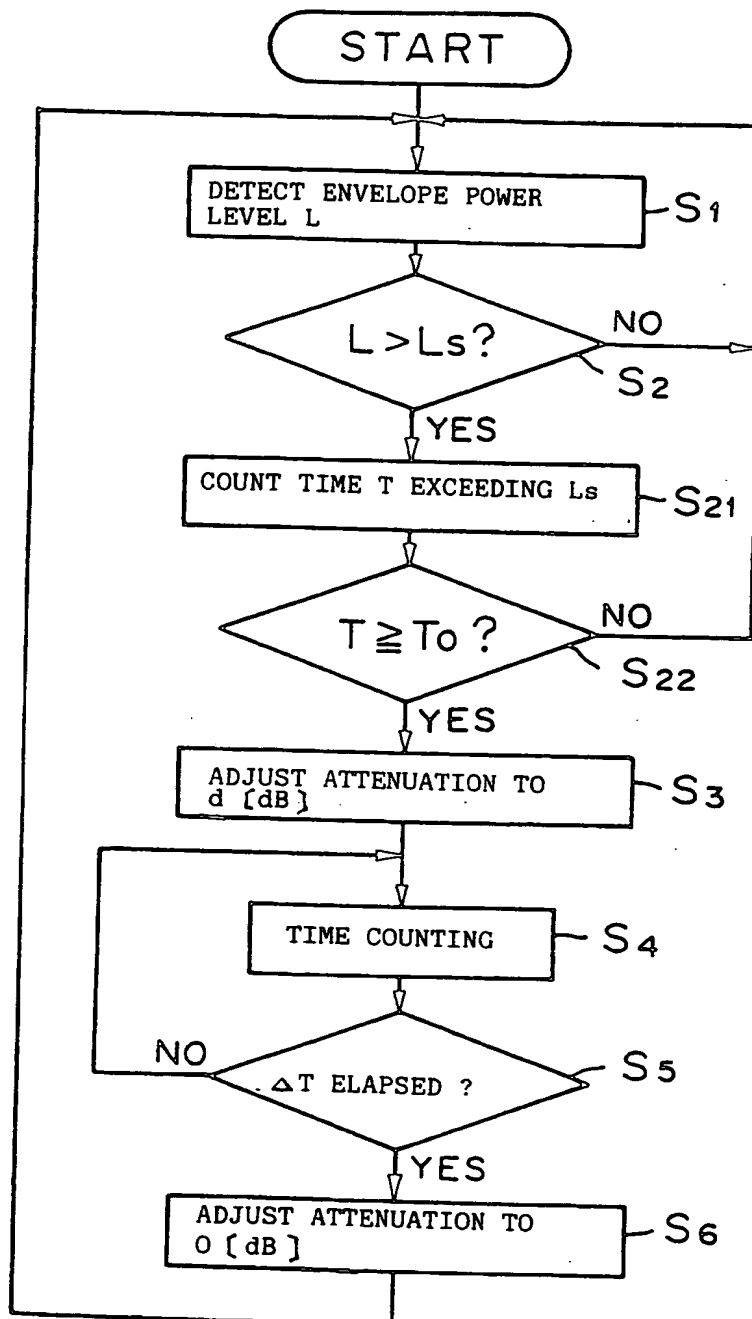 START
DETECT ENVELOPE POWER
LEVEL L
S1
L > Ls?
NO
S2
YES
COUNT TIME T EXCEEDING Ls
S21
T ≧ To ?
NO
S22
YES
ADJUST ATTENUATION TO
d [dB]
S3
TIME COUNTING
S4
NO
ΔT ELAPSED ?
S5
YES
ADJUST ATTENUATION TO
O [dB]
S6